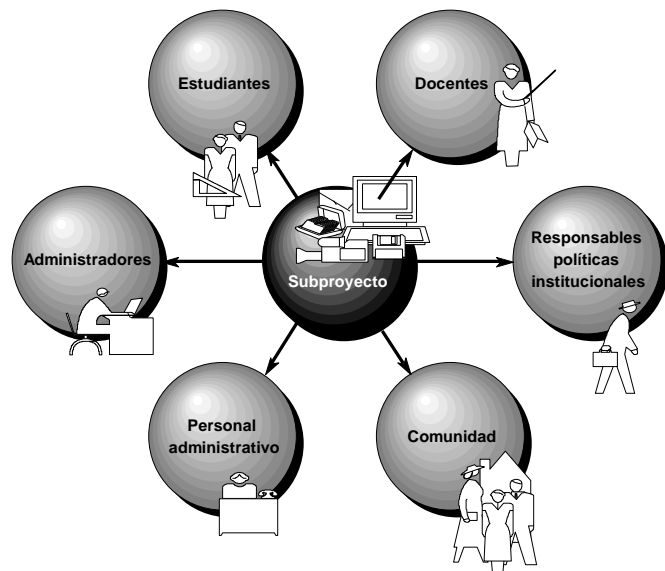 Estudiantes
Docentes
Administradores
Subproyecto
Responsables
políticas
institucionales
Personal
administrativo
Comunidad